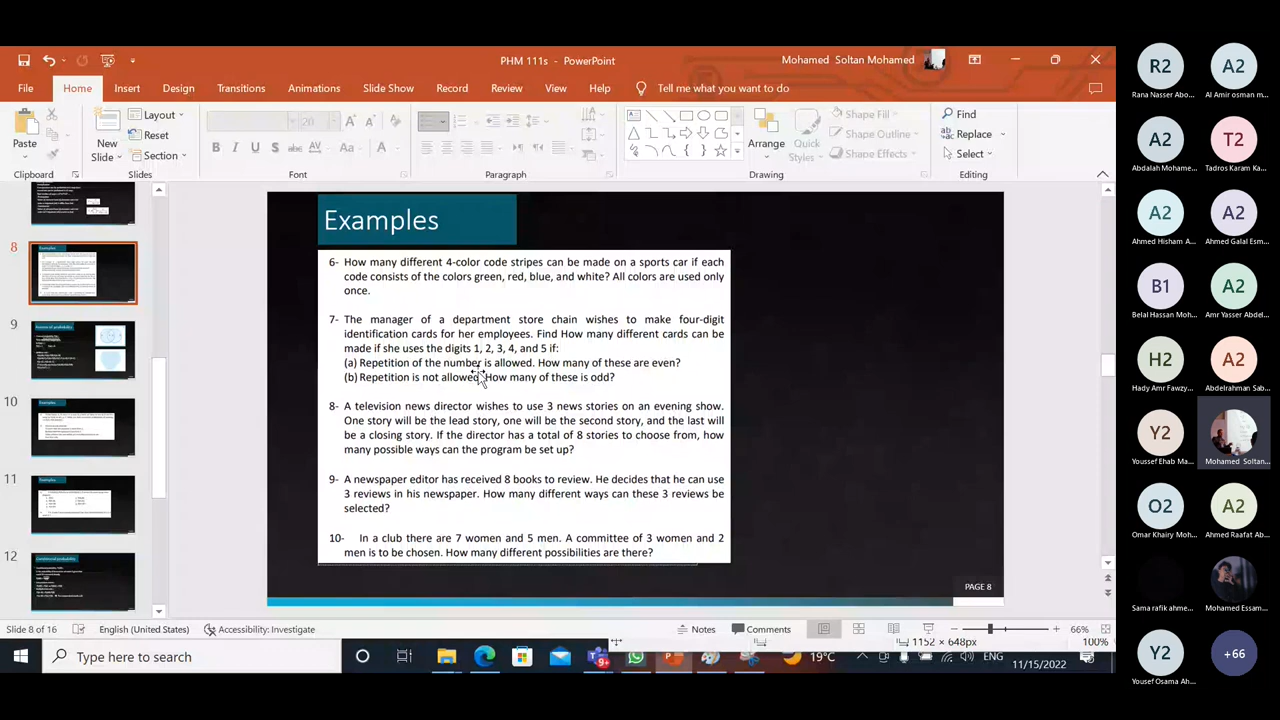 PHM 111s - PowerPoint
Mohamed Soltan Mohamed
File Home Insert Design Transitions Animations Slide Show Record Review View Help Tell me what you want to do
Paste
New Slide
Layout
Reset
Section
20
B I U S
Arrange
Quick Styles
Shape Fill
Shape Outline
Shape Effects
Find
Replace
Select
Clipboard Slides Font Paragraph Drawing Editing
8
9
10
11
12
Examples
6- How many different 4-color code stripes can be made on a sports car if each
code consists of the colors green, red, blue, and white? All colors are used only
once.
7- The manager of a department store chain wishes to make four-digit
identification cards for her employees. Find How many different cards can be
made if she uses the digits 1, 2, 3, 4, and 5 if:
(a) Repetition of the number is allowed. How many of these are even?
(b) Repetition is not allowed. How many of these is odd?
8- A television news director wishes to use 3 news stories on an evening show.
One story will be the lead story, one will be the second story, and the last will
be a closing story. If the director has a total of 8 stories to choose from, how
many possible ways can the program be set up?
9- A newspaper editor has received 8 books to review. He decides that he can use
3 reviews in his newspaper. How many different ways can these 3 reviews be
selected?
10- In a club there are 7 women and 5 men. A committee of 3 women and 2
men is to be chosen. How many different possibilities are there?
PAGE 8
Slide 8 of 16 English (United States) Accessibility: Investigate Notes Comments 66%
1152 × 648px 100%
Type here to search
19°C
ENG
11/15/2022
R2 A2
Rana Nasser Abo... Al Amir osman m...
A2 T2
Abdalah Mohame... Tadros Karam Ka...
A2 A2
Ahmed Hisham A... Ahmed Galal Esm...
B1 A2
Belal Hassan Moh... Amr Yasser Abdel...
H2 A2
Hady Amr Fawzy... Abdelrahman Sab...
Y2
Youssef Ehab Ma... Mohamed Soltan...
O2 A2
Omar Khairy Moh... Ahmed Raafat Ab...
Sama rafik ahme... Mohamed Essam...
Y2 +66
Yousef Osama Ah...